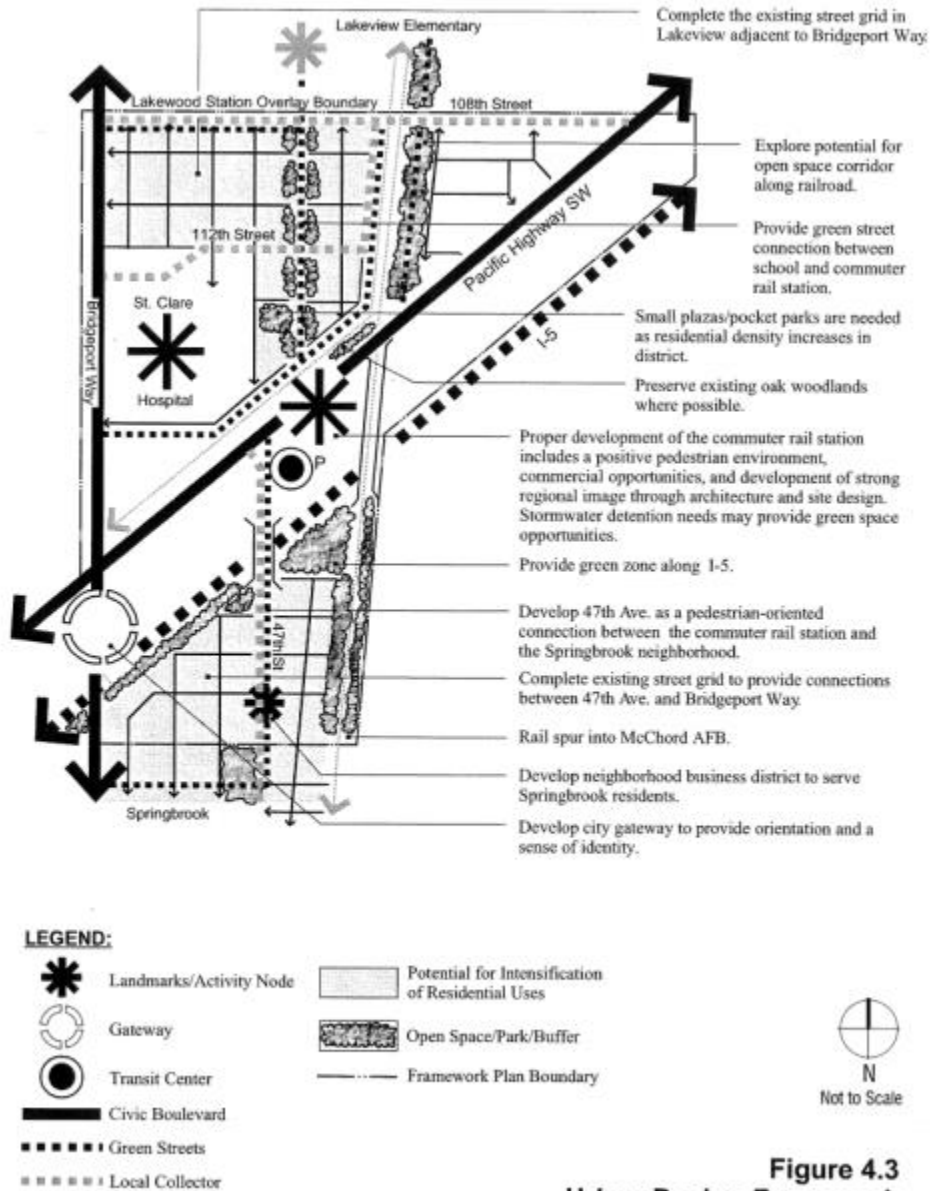 Lakeview Elementary
Complete the existing street grid in
Lakeview adjacent to Bridgeport Way.
Lakewood Station Overlay Boundary
108th Street
Explore potential for
open space corridor
along railroad.
Pacific Highway SW
Provide green street
connection between
school and commuter
rail station.
112th Street
Bridgeport Way
St. Clare
Hospital
I-5
Small plazas/pocket parks are needed
as residential density increases in
district.
Preserve existing oak woodlands
where possible.
P
Proper development of the commuter rail station
includes a positive pedestrian environment,
commercial opportunities, and development of strong
regional image through architecture and site design.
Stormwater detention needs may provide green space
opportunities.
Provide green zone along I-5.
47th St
Develop 47th Ave. as a pedestrian-oriented
connection between the commuter rail station and
the Springbrook neighborhood.
Complete existing street grid to provide connections
between 47th Ave. and Bridgeport Way.
Rail spur into McChord AFB.
Develop neighborhood business district to serve
Springbrook residents.
Springbrook
Develop city gateway to provide orientation and a
sense of identity.
LEGEND:
Landmarks/Activity Node
Gateway
Transit Center
Civic Boulevard
Green Streets
Local Collector
Potential for Intensification
of Residential Uses
Open Space/Park/Buffer
Framework Plan Boundary
N
Not to Scale
Figure 4.3